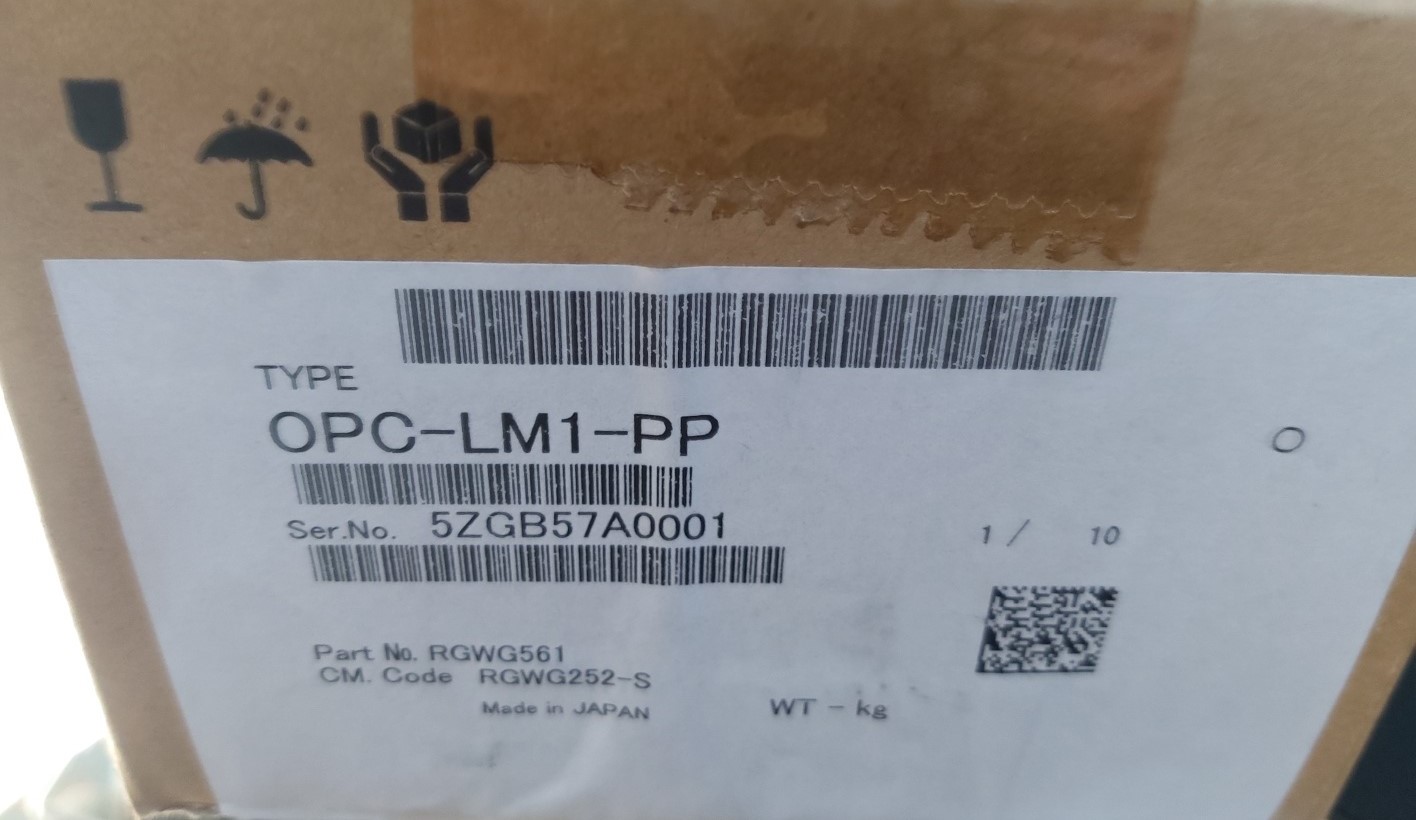 TYPE
OPC-LM1-PP
Ser.No. 5ZGB57A0001
1 / 10
Part No. RGWG561
CM. Code RGWG252-S
Made in JAPAN
WT - kg